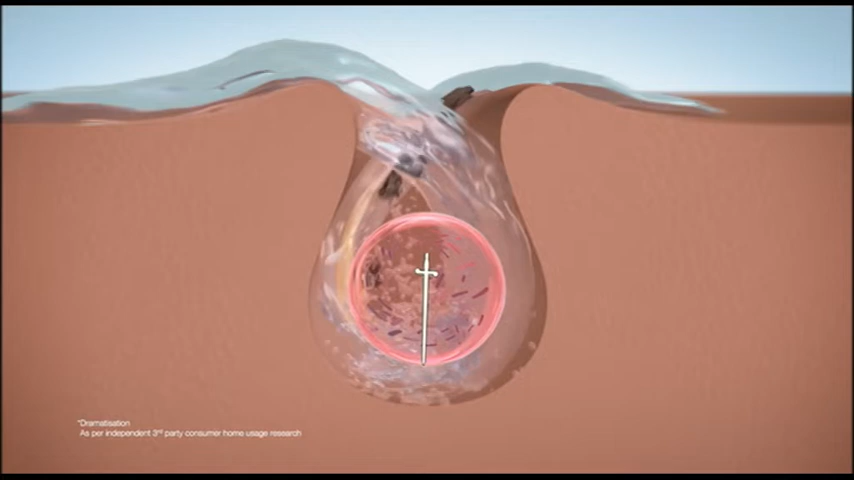 *Dramatisation
As per independent 3rd party consumer home usage research